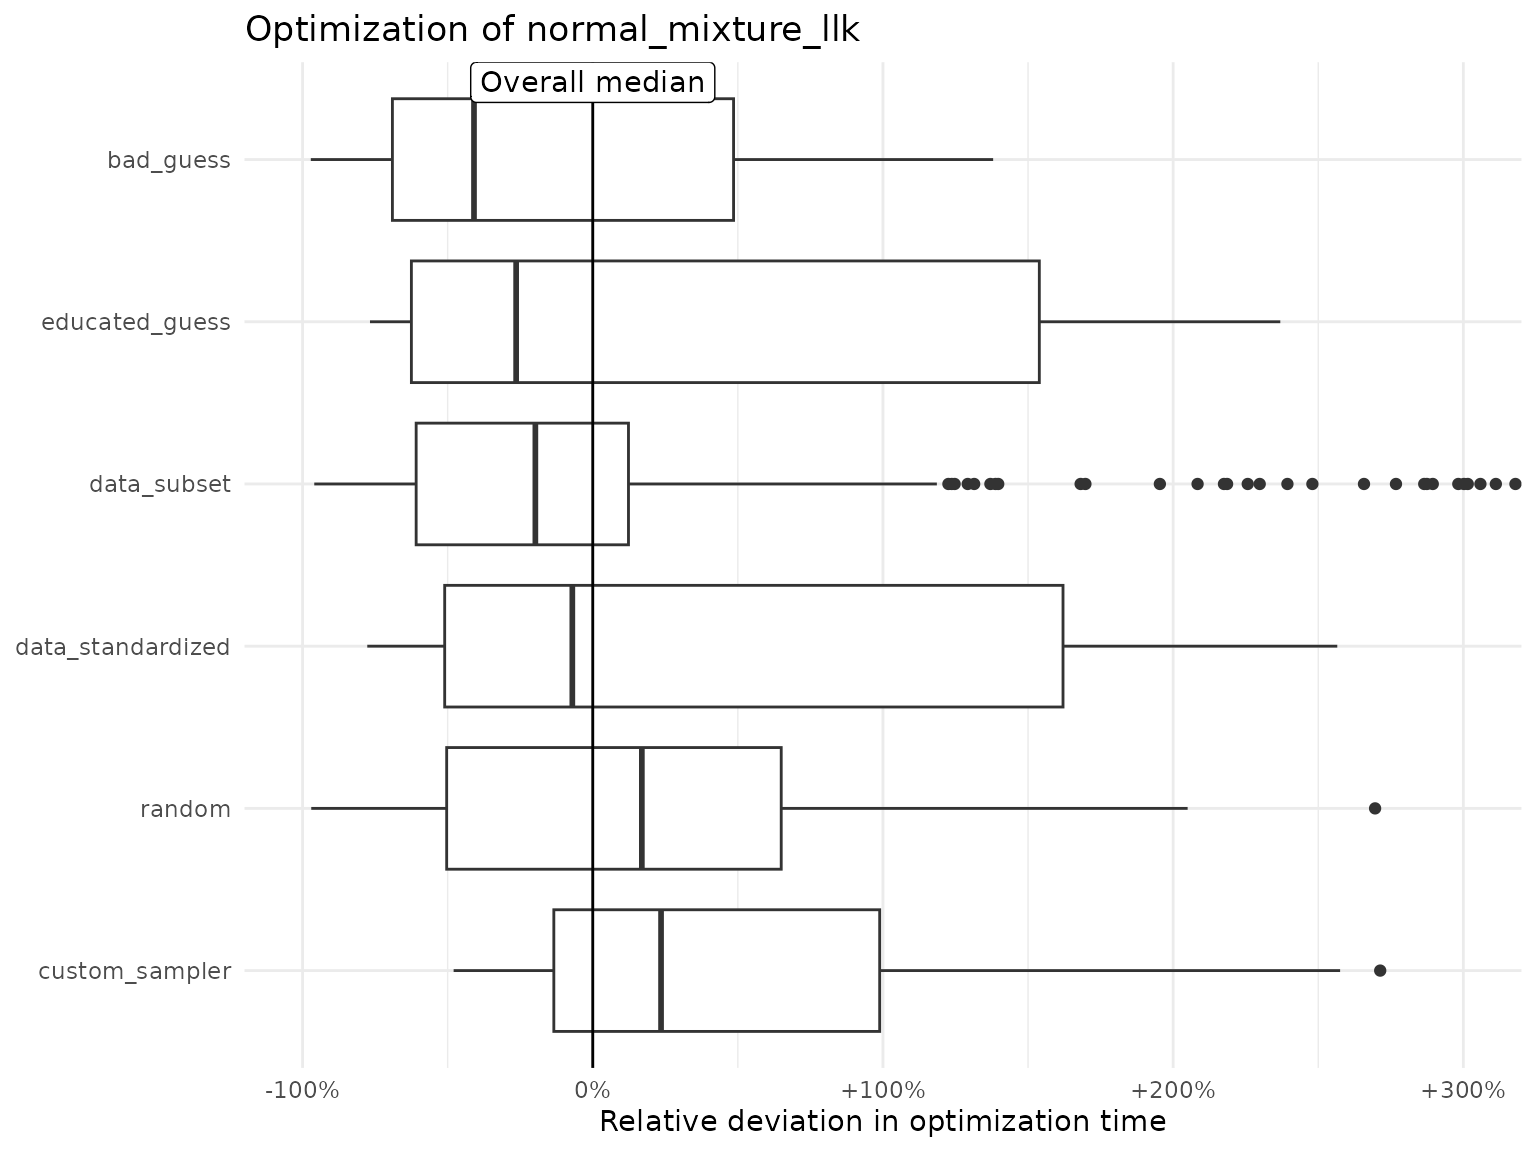 Optimization of normal_mixture_llk
Overall median
bad_guess
educated_guess
data_subset
data_standardized
random
custom_sampler
-100% 0% +100% +200% +300%
Relative deviation in optimization time